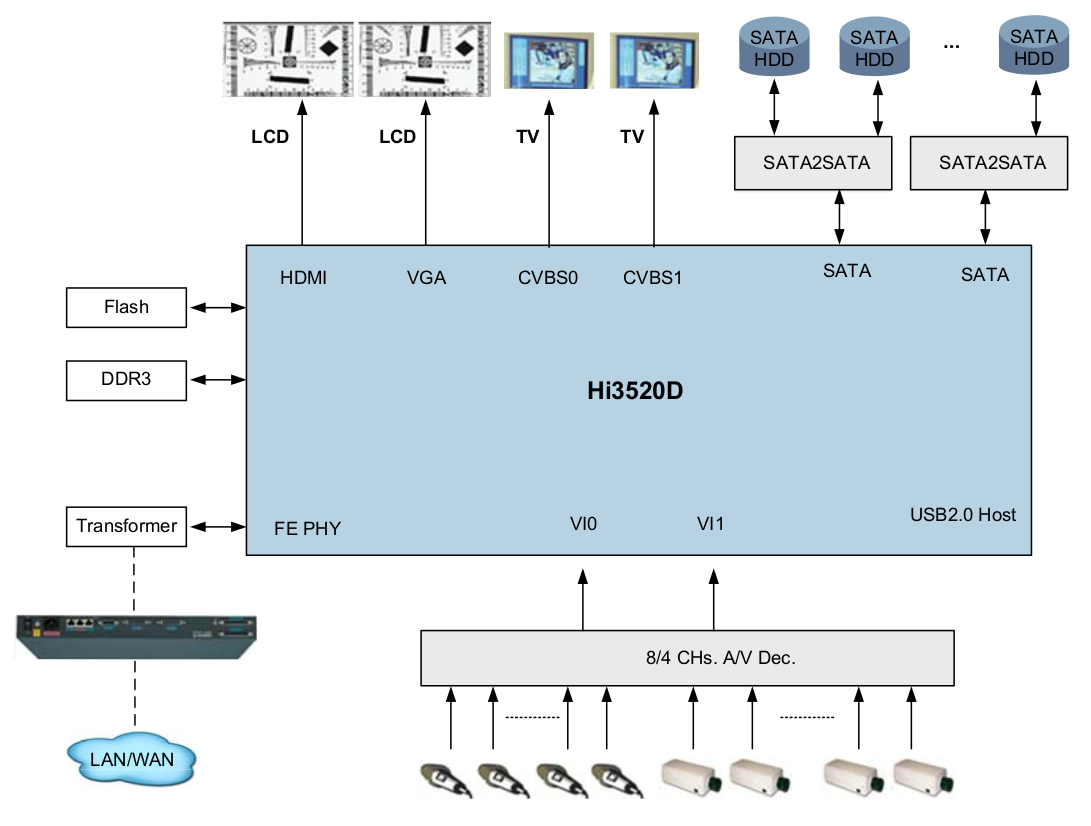 SATA
HDD
SATA
HDD
...
SATA
HDD
LCD
LCD
TV
TV
SATA2SATA
SATA2SATA
HDMI
VGA
CVBS0
CVBS1
SATA
SATA
Flash
DDR3
Hi3520D
Transformer
FE PHY
VI0
VI1
USB2.0 Host
8/4 CHs. A/V Dec.
LAN/WAN